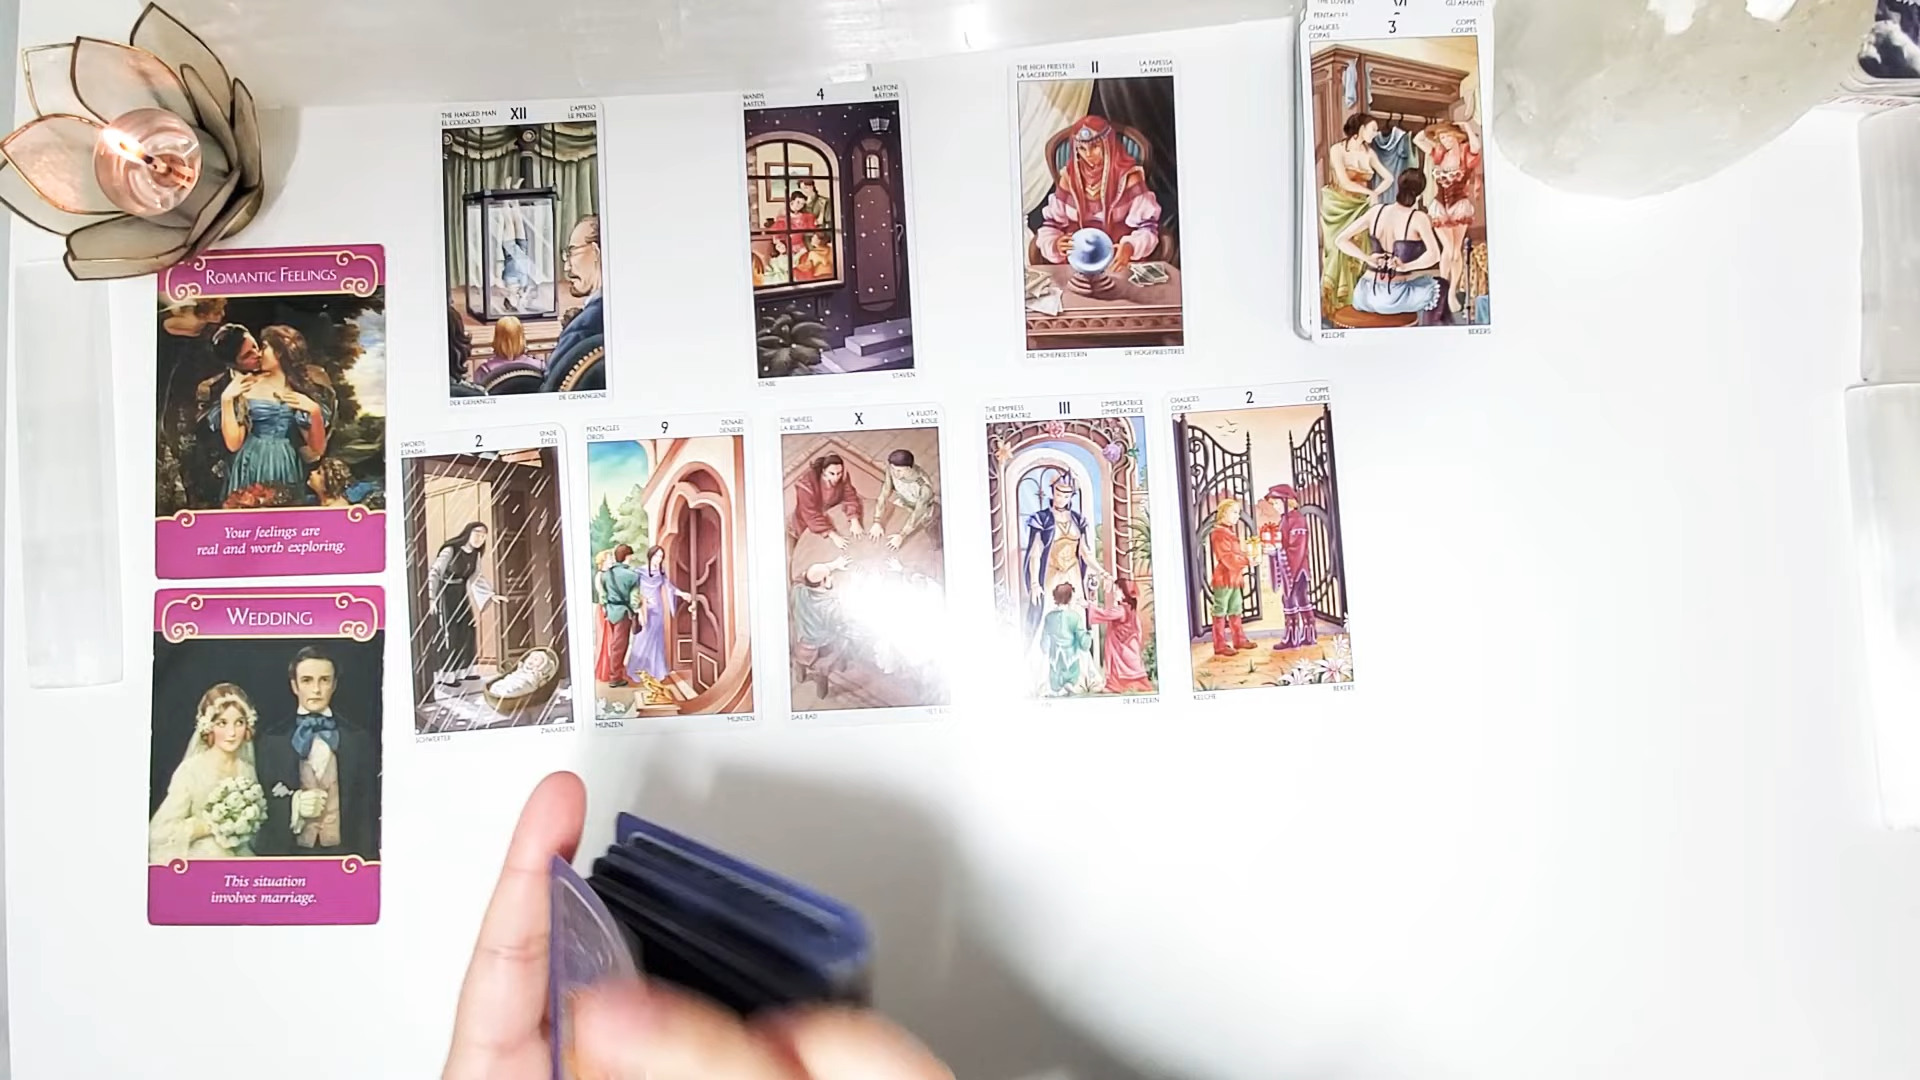 ROMANTIC FEELINGS
Your feelings are
real and worth exploring.
WEDDING
This situation
involves marriage.
THE HANGED MAN XII L'APPESO
EL COLGADO LE PENDU
DER GEHANGTE DE GEHANGENE
WANDS 4 BASTONI
BASTOS BÂTONS
STÄBE STAVEN
THE HIGH PRIESTESS II LA PAPESSA
LA SACERDOTISA LA PAPESSE
DIE HOHEPRIESTERIN DE HOGEPRIESTERES
THE LOVERS VI GLI AMANTI
CHALICES 3 COPPE
COPAS COUPES
KELCHE BEKERS
SWORDS 2 SPADE
ESPADAS ÉPÉES
SCHWERTER ZWAARDEN
PENTACLES 9 DENARI
OROS DENIERS
MÜNZEN MUNTEN
THE WHEEL X LA RUOTA
LA RUEDA LA ROUE
DAS RAD
THE EMPRESS III L'IMPERATRICE
LA EMPERATRIZ L'IMPÉRATRICE
DE KEIZERIN
CHALICES 2 COPPE
COPAS COUPES
KELCHE BEKERS